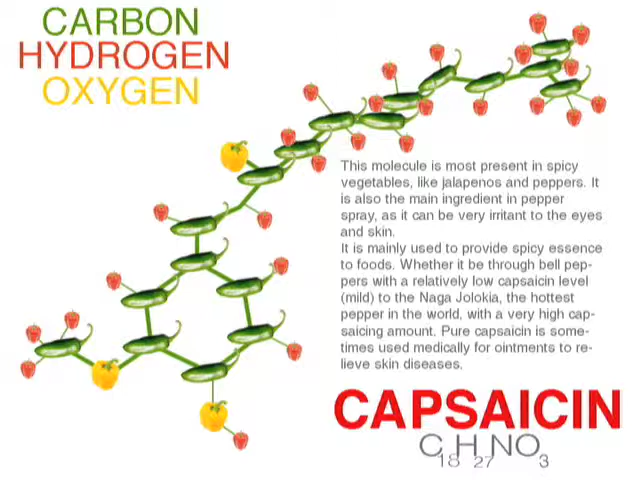 CARBON
HYDROGEN
OXYGEN
This molecule is most present in spicy
vegetables, like jalapenos and peppers. It
is also the main ingredient in pepper
spray, as it can be very irritant to the eyes
and skin.
It is mainly used to provide spicy essence
to foods. Whether it be through bell pep-
pers with a relatively low capsaicin level
(mild) to the Naga Jolokia, the hottest
pepper in the world, with a very high cap-
saicing amount. Pure capsaicin is some-
times used medically for ointments to re-
lieve skin diseases.
CAPSAICIN
C18H27NO3